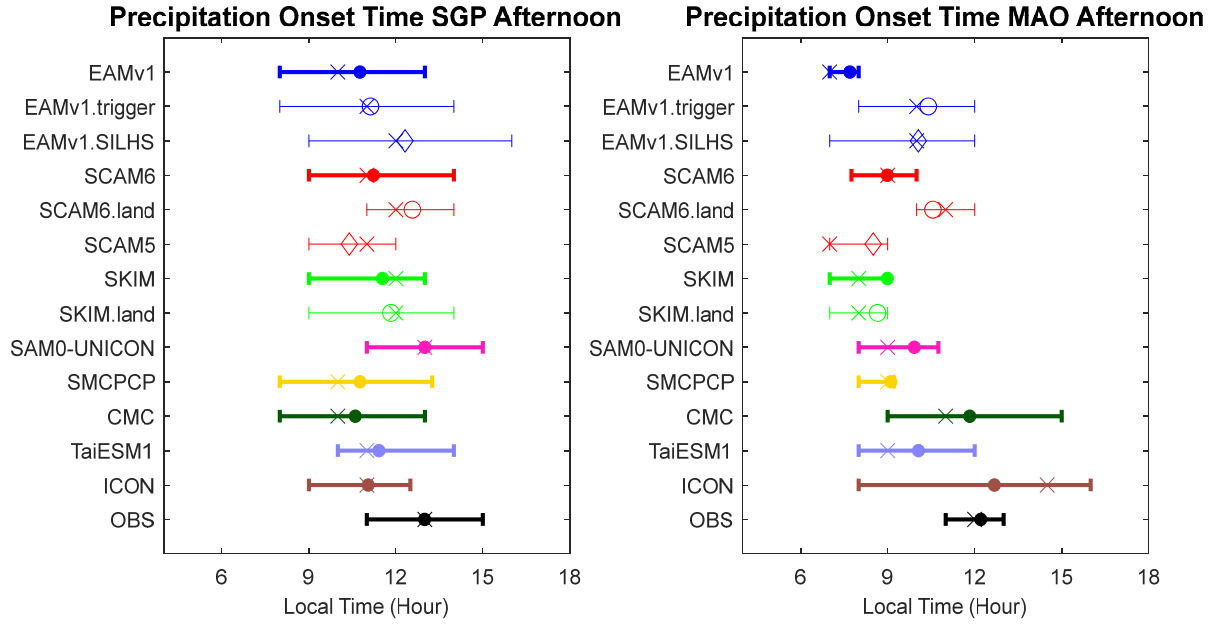 Precipitation Onset Time SGP Afternoon
EAMv1
EAMv1.trigger
EAMv1.SILHS
SCAM6
SCAM6.land
SCAM5
SKIM
SKIM.land
SAM0-UNICON
SMCPCP
CMC
TaiESM1
ICON
OBS
6 9 12 15 18
Local Time (Hour)
Precipitation Onset Time MAO Afternoon
EAMv1
EAMv1.trigger
EAMv1.SILHS
SCAM6
SCAM6.land
SCAM5
SKIM
SKIM.land
SAM0-UNICON
SMCPCP
CMC
TaiESM1
ICON
OBS
6 9 12 15 18
Local Time (Hour)